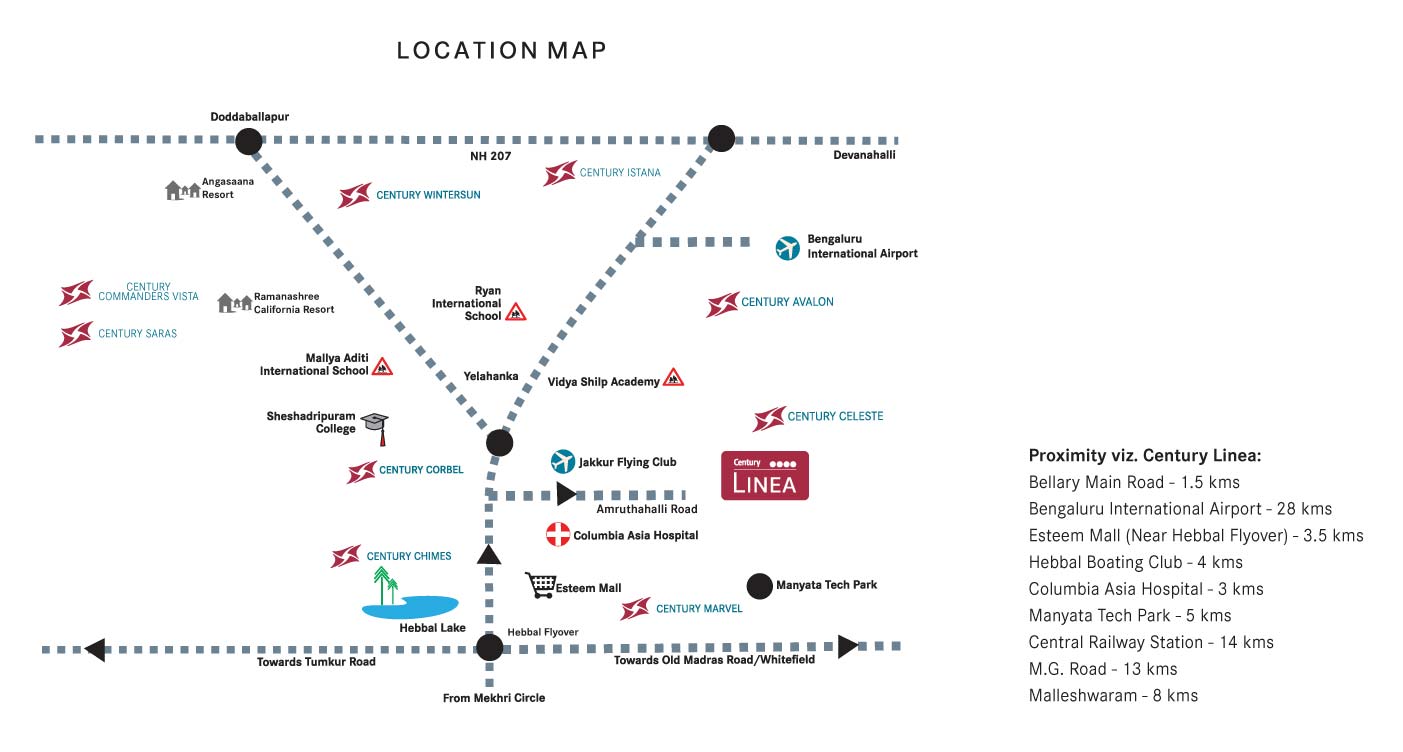 LOCATION MAP
Doddaballapur
NH 207
Devanahalli
Angasaana
Resort
CENTURY WINTERSUN
CENTURY ISTANA
Bengaluru
International Airport
CENTURY
COMMANDERS VISTA
Ramanashree
California Resort
Ryan
International
School
CENTURY AVALON
CENTURY SARAS
Mallya Aditi
International School
Yelahanka
Vidya Shilp Academy
Sheshadripuram
College
CENTURY CELESTE
CENTURY CORBEL
Jakkur Flying Club
Century
LINEA
Amruthahalli Road
Columbia Asia Hospital
CENTURY CHIMES
Esteem Mall
Manyata Tech Park
CENTURY MARVEL
Hebbal Lake
Hebbal Flyover
Towards Tumkur Road
Towards Old Madras Road/Whitefield
From Mekhri Circle
Proximity viz. Century Linea:
Bellary Main Road - 1.5 kms
Bengaluru International Airport - 28 kms
Esteem Mall (Near Hebbal Flyover) - 3.5 kms
Hebbal Boating Club - 4 kms
Columbia Asia Hospital - 3 kms
Manyata Tech Park - 5 kms
Central Railway Station - 14 kms
M.G. Road - 13 kms
Malleshwaram - 8 kms